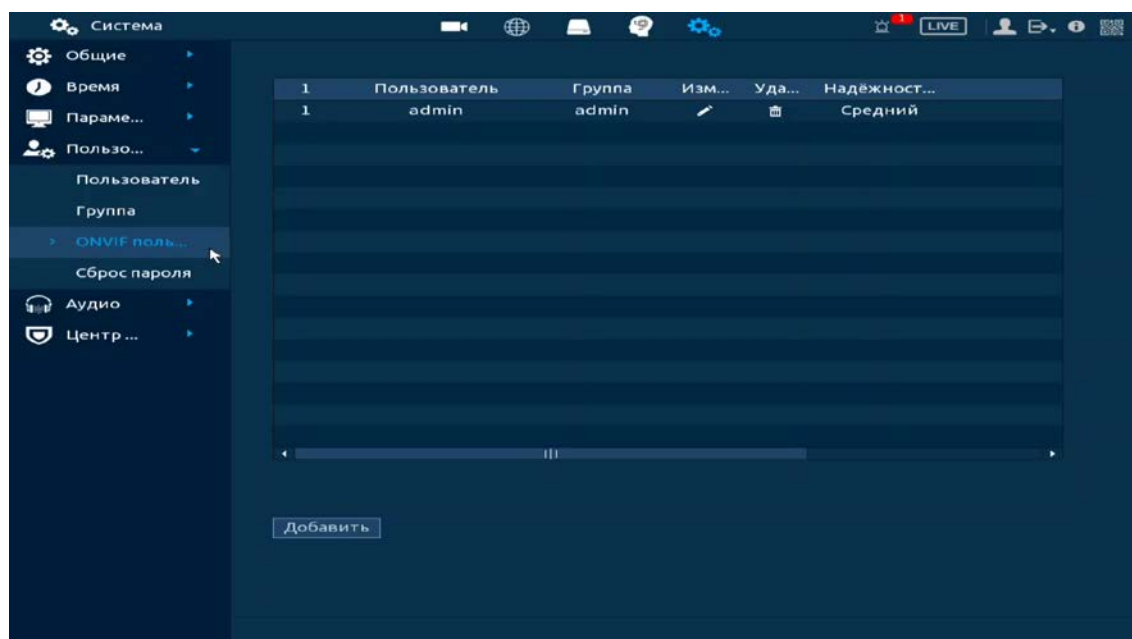 Система
1
LIVE
Общие
Время
Параме...
Пользо...
Пользователь
Группа
ONVIF поль...
Сброс пароля
Аудио
Центр ...
1 Пользователь Группа Изм... Уда... Надёжност...
1 admin admin Средний
Добавить